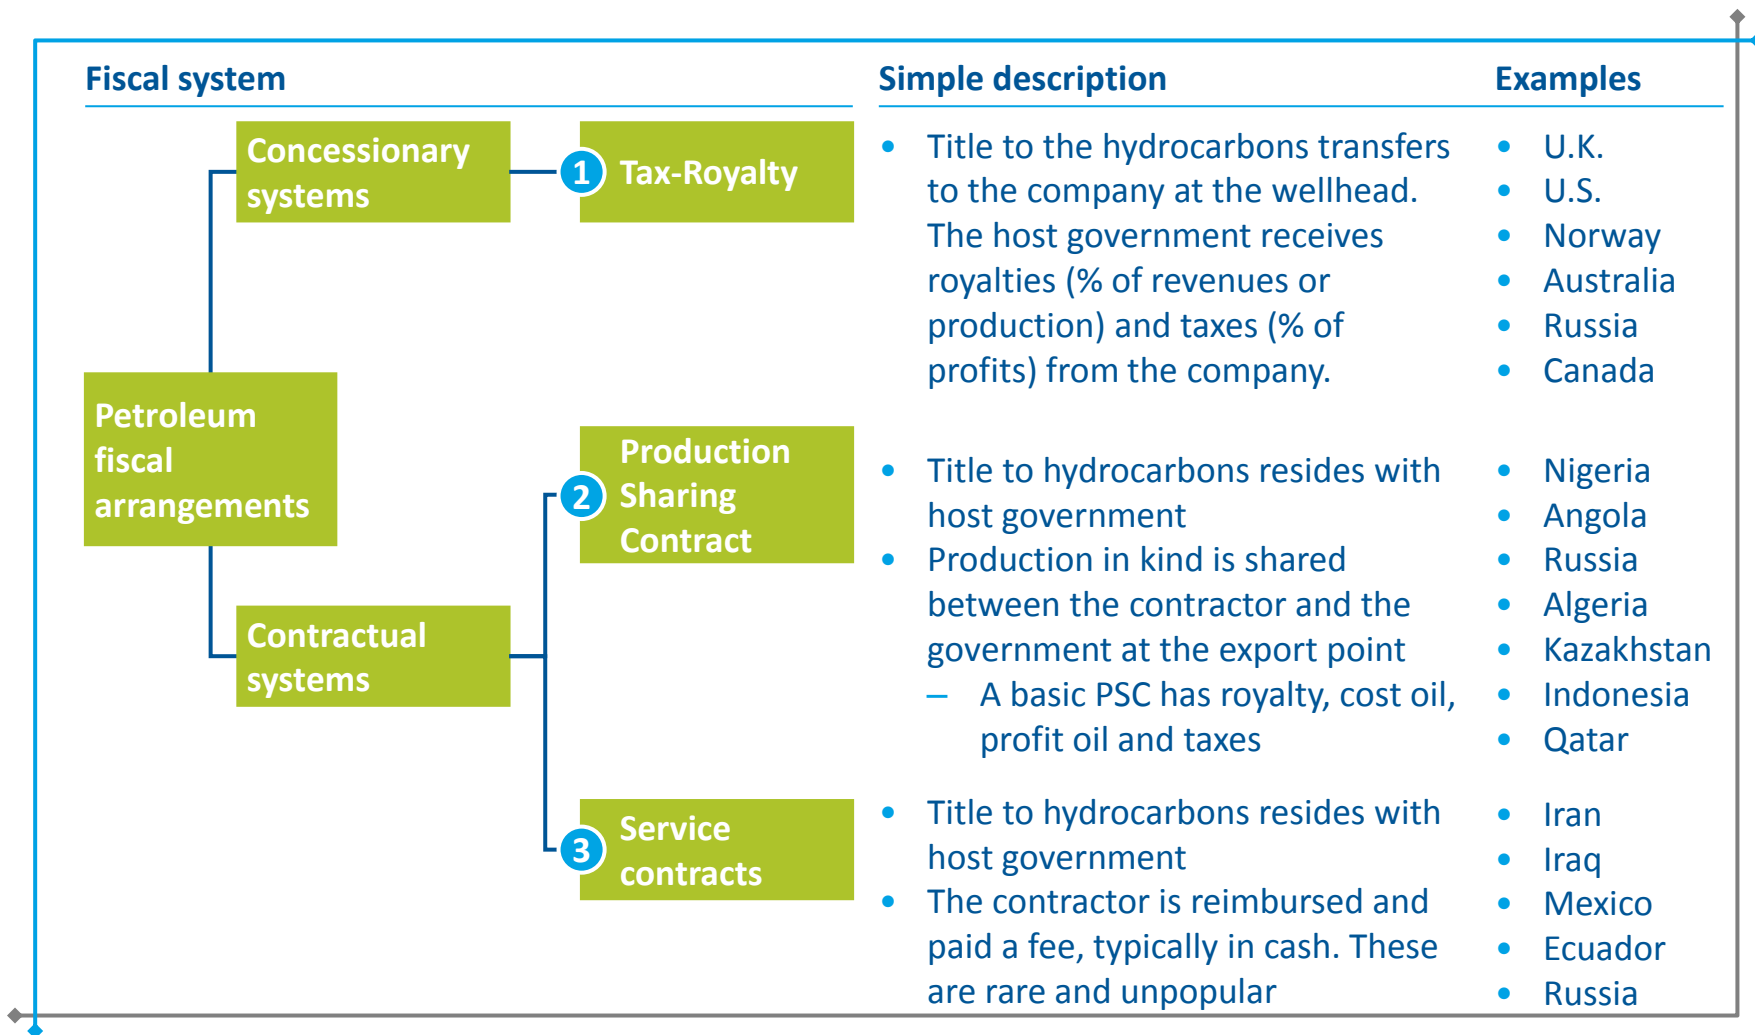 Fiscal system
Simple description
Examples
Concessionary
systems
1
Tax-Royalty
• Title to the hydrocarbons transfers
to the company at the wellhead.
The host government receives
royalties (% of revenues or
production) and taxes (% of
profits) from the company.
• U.K.
• U.S.
• Norway
• Australia
• Russia
• Canada
Petroleum
fiscal
arrangements
2
Production
Sharing
Contract
• Title to hydrocarbons resides with
host government
• Production in kind is shared
between the contractor and the
government at the export point
– A basic PSC has royalty, cost oil,
profit oil and taxes
• Nigeria
• Angola
• Russia
• Algeria
• Kazakhstan
• Indonesia
• Qatar
Contractual
systems
3
Service
contracts
• Title to hydrocarbons resides with
host government
• The contractor is reimbursed and
paid a fee, typically in cash. These
are rare and unpopular
• Iran
• Iraq
• Mexico
• Ecuador
• Russia